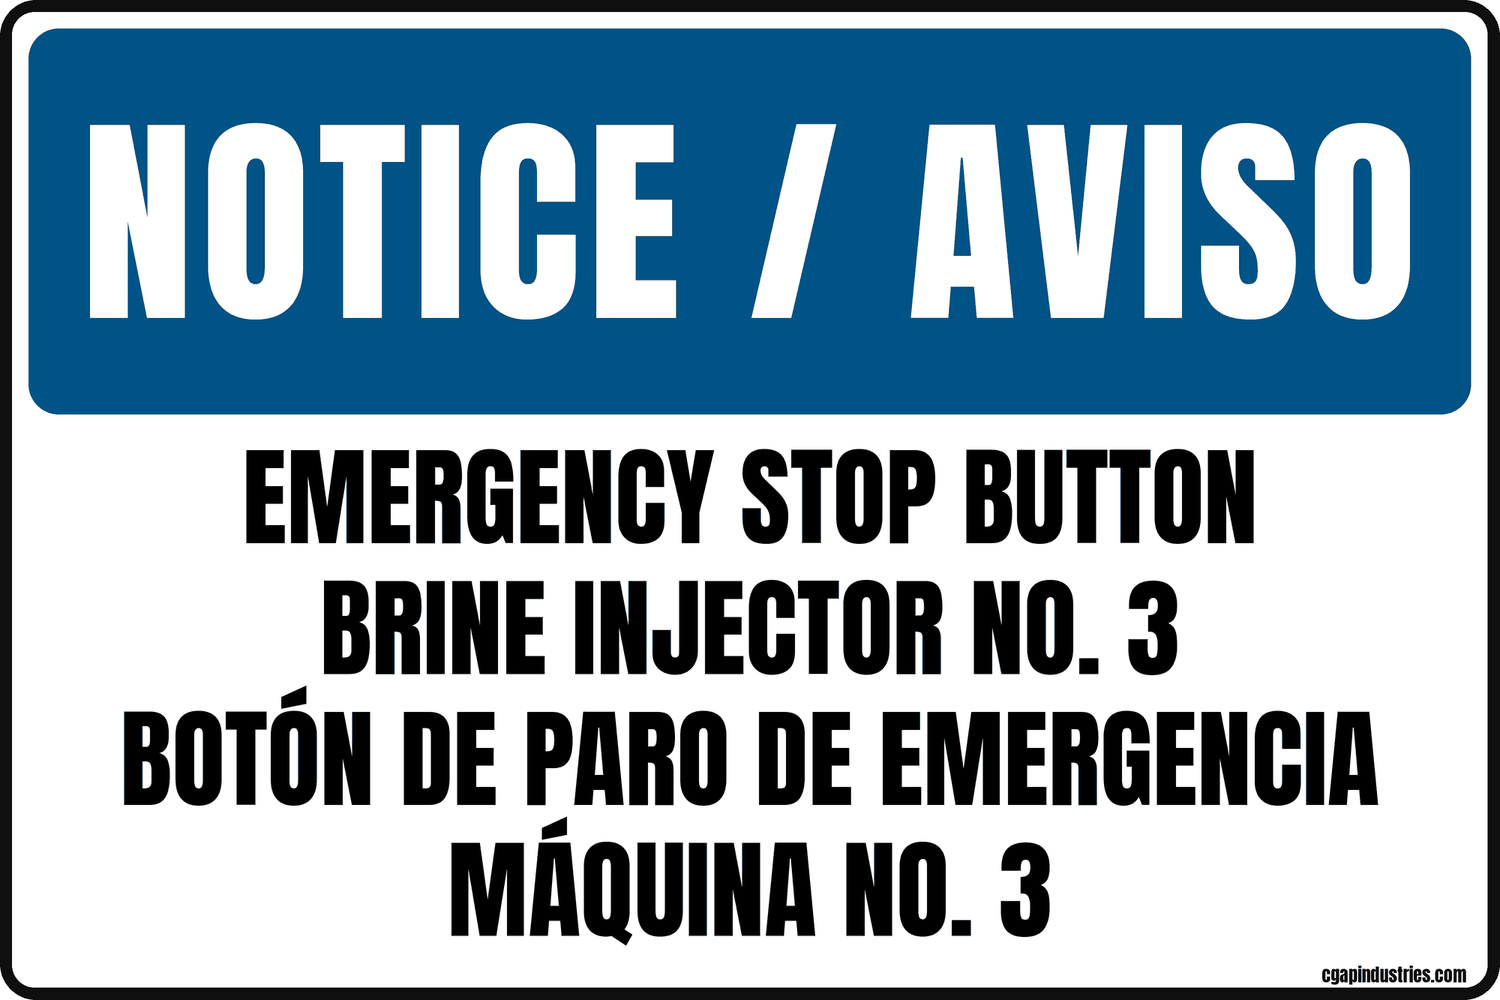 NOTICE / AVISO
EMERGENCY STOP BUTTON
BRINE INJECTOR NO. 3
BOTÓN DE PARO DE EMERGENCIA
MÁQUINA NO. 3
cgapindustries.com